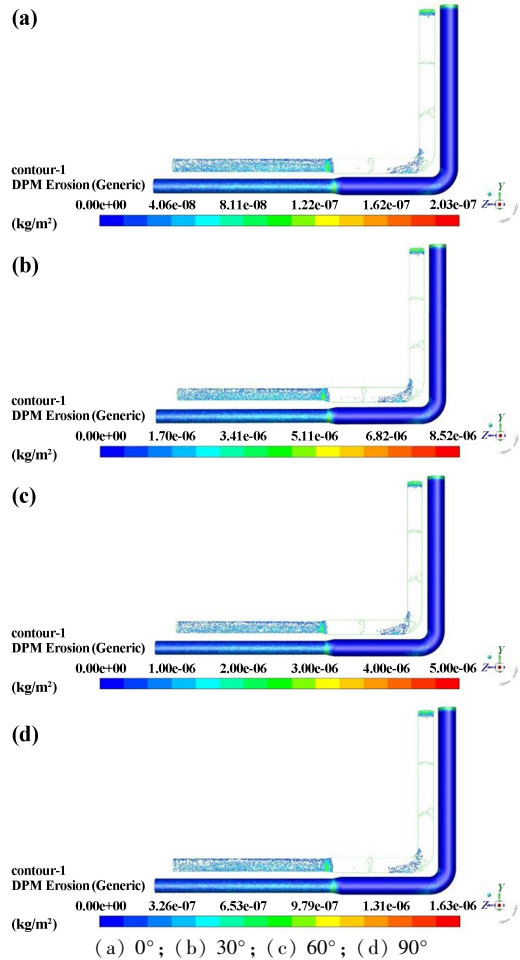 (a)
contour-1
DPM Erosion (Generic)
0.00e+00 4.06e-08 8.11e-08 1.22e-07 1.62e-07 2.03e-07
(kg/m²)
Y
Z
(b)
contour-1
DPM Erosion (Generic)
0.00e+00 1.70e-06 3.41e-06 5.11e-06 6.82e-06 8.52e-06
(kg/m²)
Y
Z
(c)
contour-1
DPM Erosion (Generic)
0.00e+00 1.00e-06 2.00e-06 3.00e-06 4.00e-06 5.00e-06
(kg/m²)
Y
Z
(d)
contour-1
DPM Erosion (Generic)
0.00e+00 3.26e-07 6.53e-07 9.79e-07 1.31e-06 1.63e-06
(kg/m²)
Y
Z
(a) 0°; (b) 30°; (c) 60°; (d) 90°